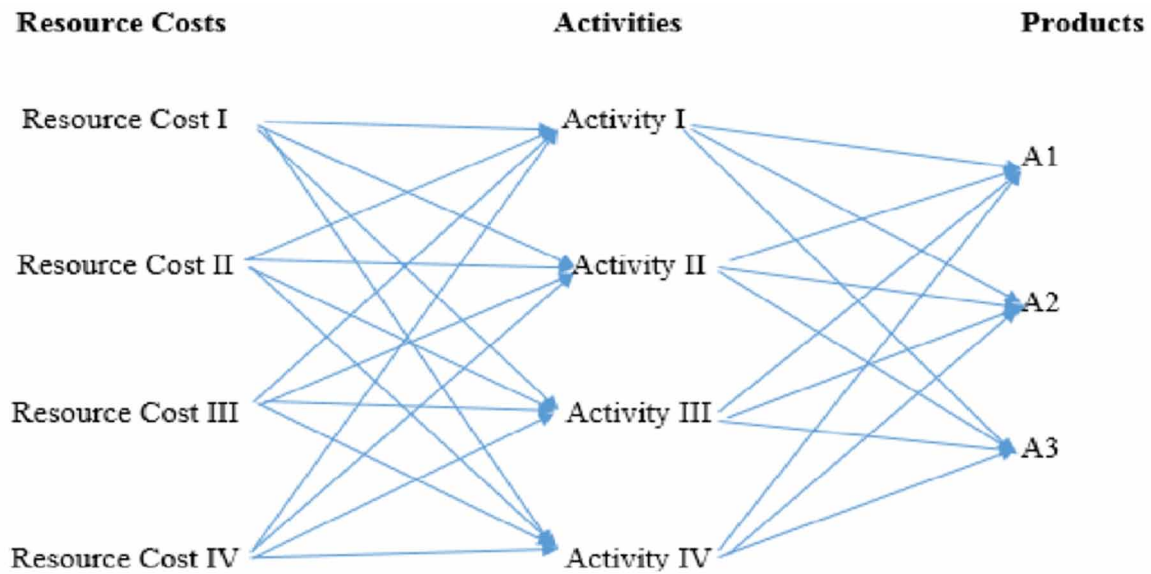 Resource Costs Activities Products
Resource Cost I Activity I
A1
Resource Cost II Activity II
A2
Resource Cost III Activity III
A3
Resource Cost IV Activity IV